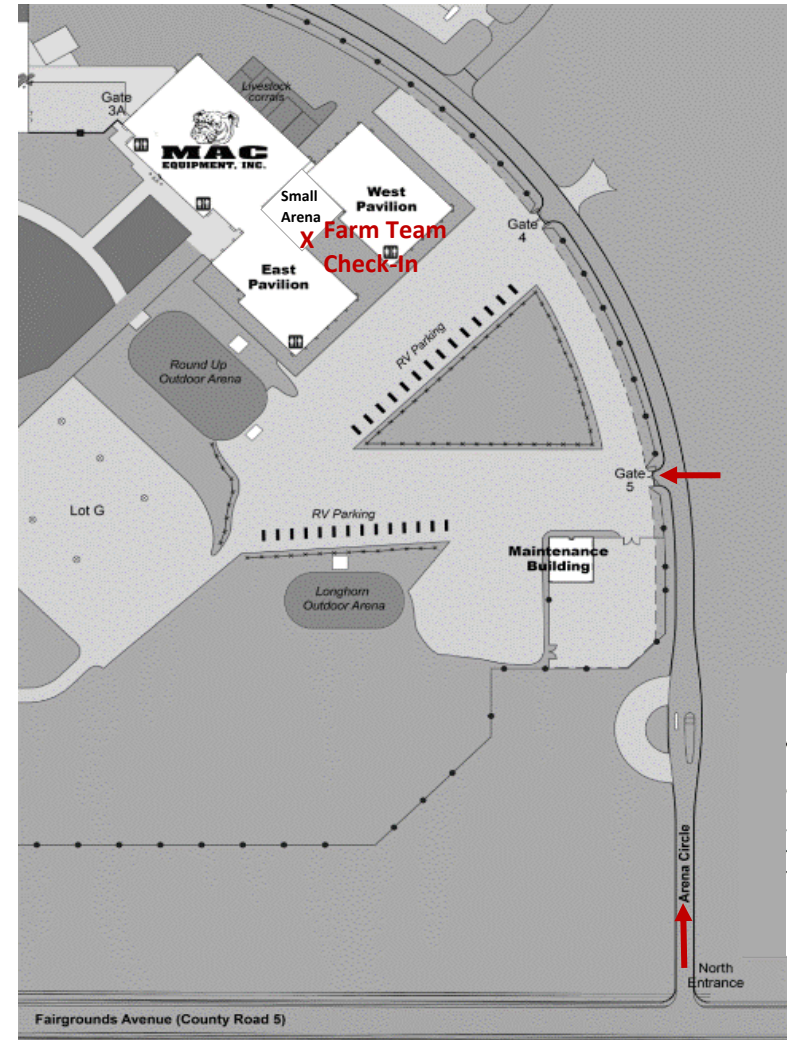 Livestock
corrals
Gate
3A
MAC
EQUIPMENT, INC.
Small
Arena
West
Pavilion
Gate
4
X Farm Team
Check-In
East
Pavilion
RV Parking
Round Up
Outdoor Arena
Gate
5
Lot G
RV Parking
Maintenance
Building
Longhorn
Outdoor Arena
Arena Circle
North
Entrance
Fairgrounds Avenue (County Road 5)